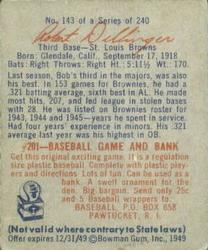 No. 143 of a Series of 240
Robert Dillinger
Third Base—St. Louis Browns
Born: Glendale, Calif., September 17, 1918
Bats: Right Throws: Right Ht.: 5:11½ Wt.: 170.
Last season, Bob's third in the majors, was also
his best. In 153 games for Brownies, he had a
.321 batting average, sixth best in AL. He made
most hits, 207, and led league in stolen bases
with 28. He was listed on Brownies roster for
1943, 1944 and 1945—years he spent in service.
Had four years' experience in minors. His .321
average last year was his highest in OB.
#201—BASEBALL GAME AND BANK
Get this original exciting game. It is a regulation
size plastic baseball. Complete with plastic play-
ers and directions. Lots of fun. Can be used as a
bank. A swell ornament for the
den. Big bargain. Send only 25c
and 5 Baseball wrappers to:
BASEBALL, P.O. BOX 658
PAWTUCKET, R. I.
(Not valid where contrary to State laws)
Offer expires 12/31/49 ©Bowman Gum, Inc., 1949